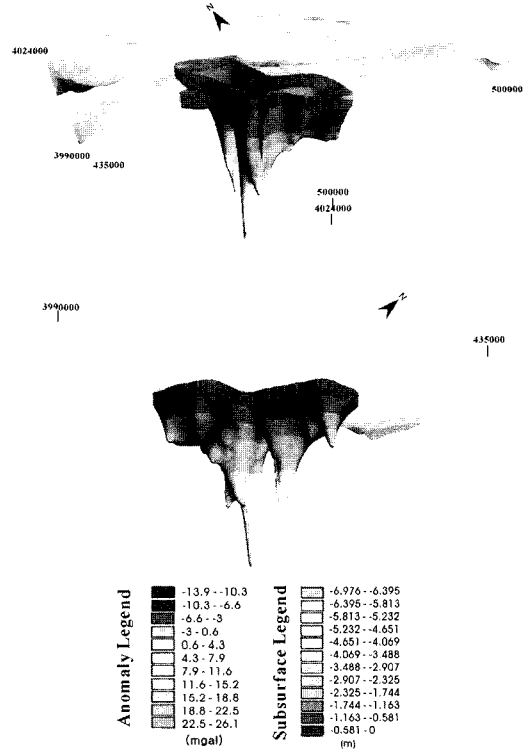 N
4024000
500000
3990000
435000
500000
4024000
3990000
N
435000
Anomaly Legend
-13.9 - -10.3
-10.3 - -6.6
-6.6 - -3
-3 - 0.6
0.6 - 4.3
4.3 - 7.9
7.9 - 11.6
11.6 - 15.2
15.2 - 18.8
18.8 - 22.5
22.5 - 26.1
(mgal)
Subsurface Legend
-6.976 - -6.395
-6.395 - -5.813
-5.813 - -5.232
-5.232 - -4.651
-4.651 - -4.069
-4.069 - -3.488
-3.488 - -2.907
-2.907 - -2.325
-2.325 - -1.744
-1.744 - -1.163
-1.163 - -0.581
-0.581 - 0
(m)